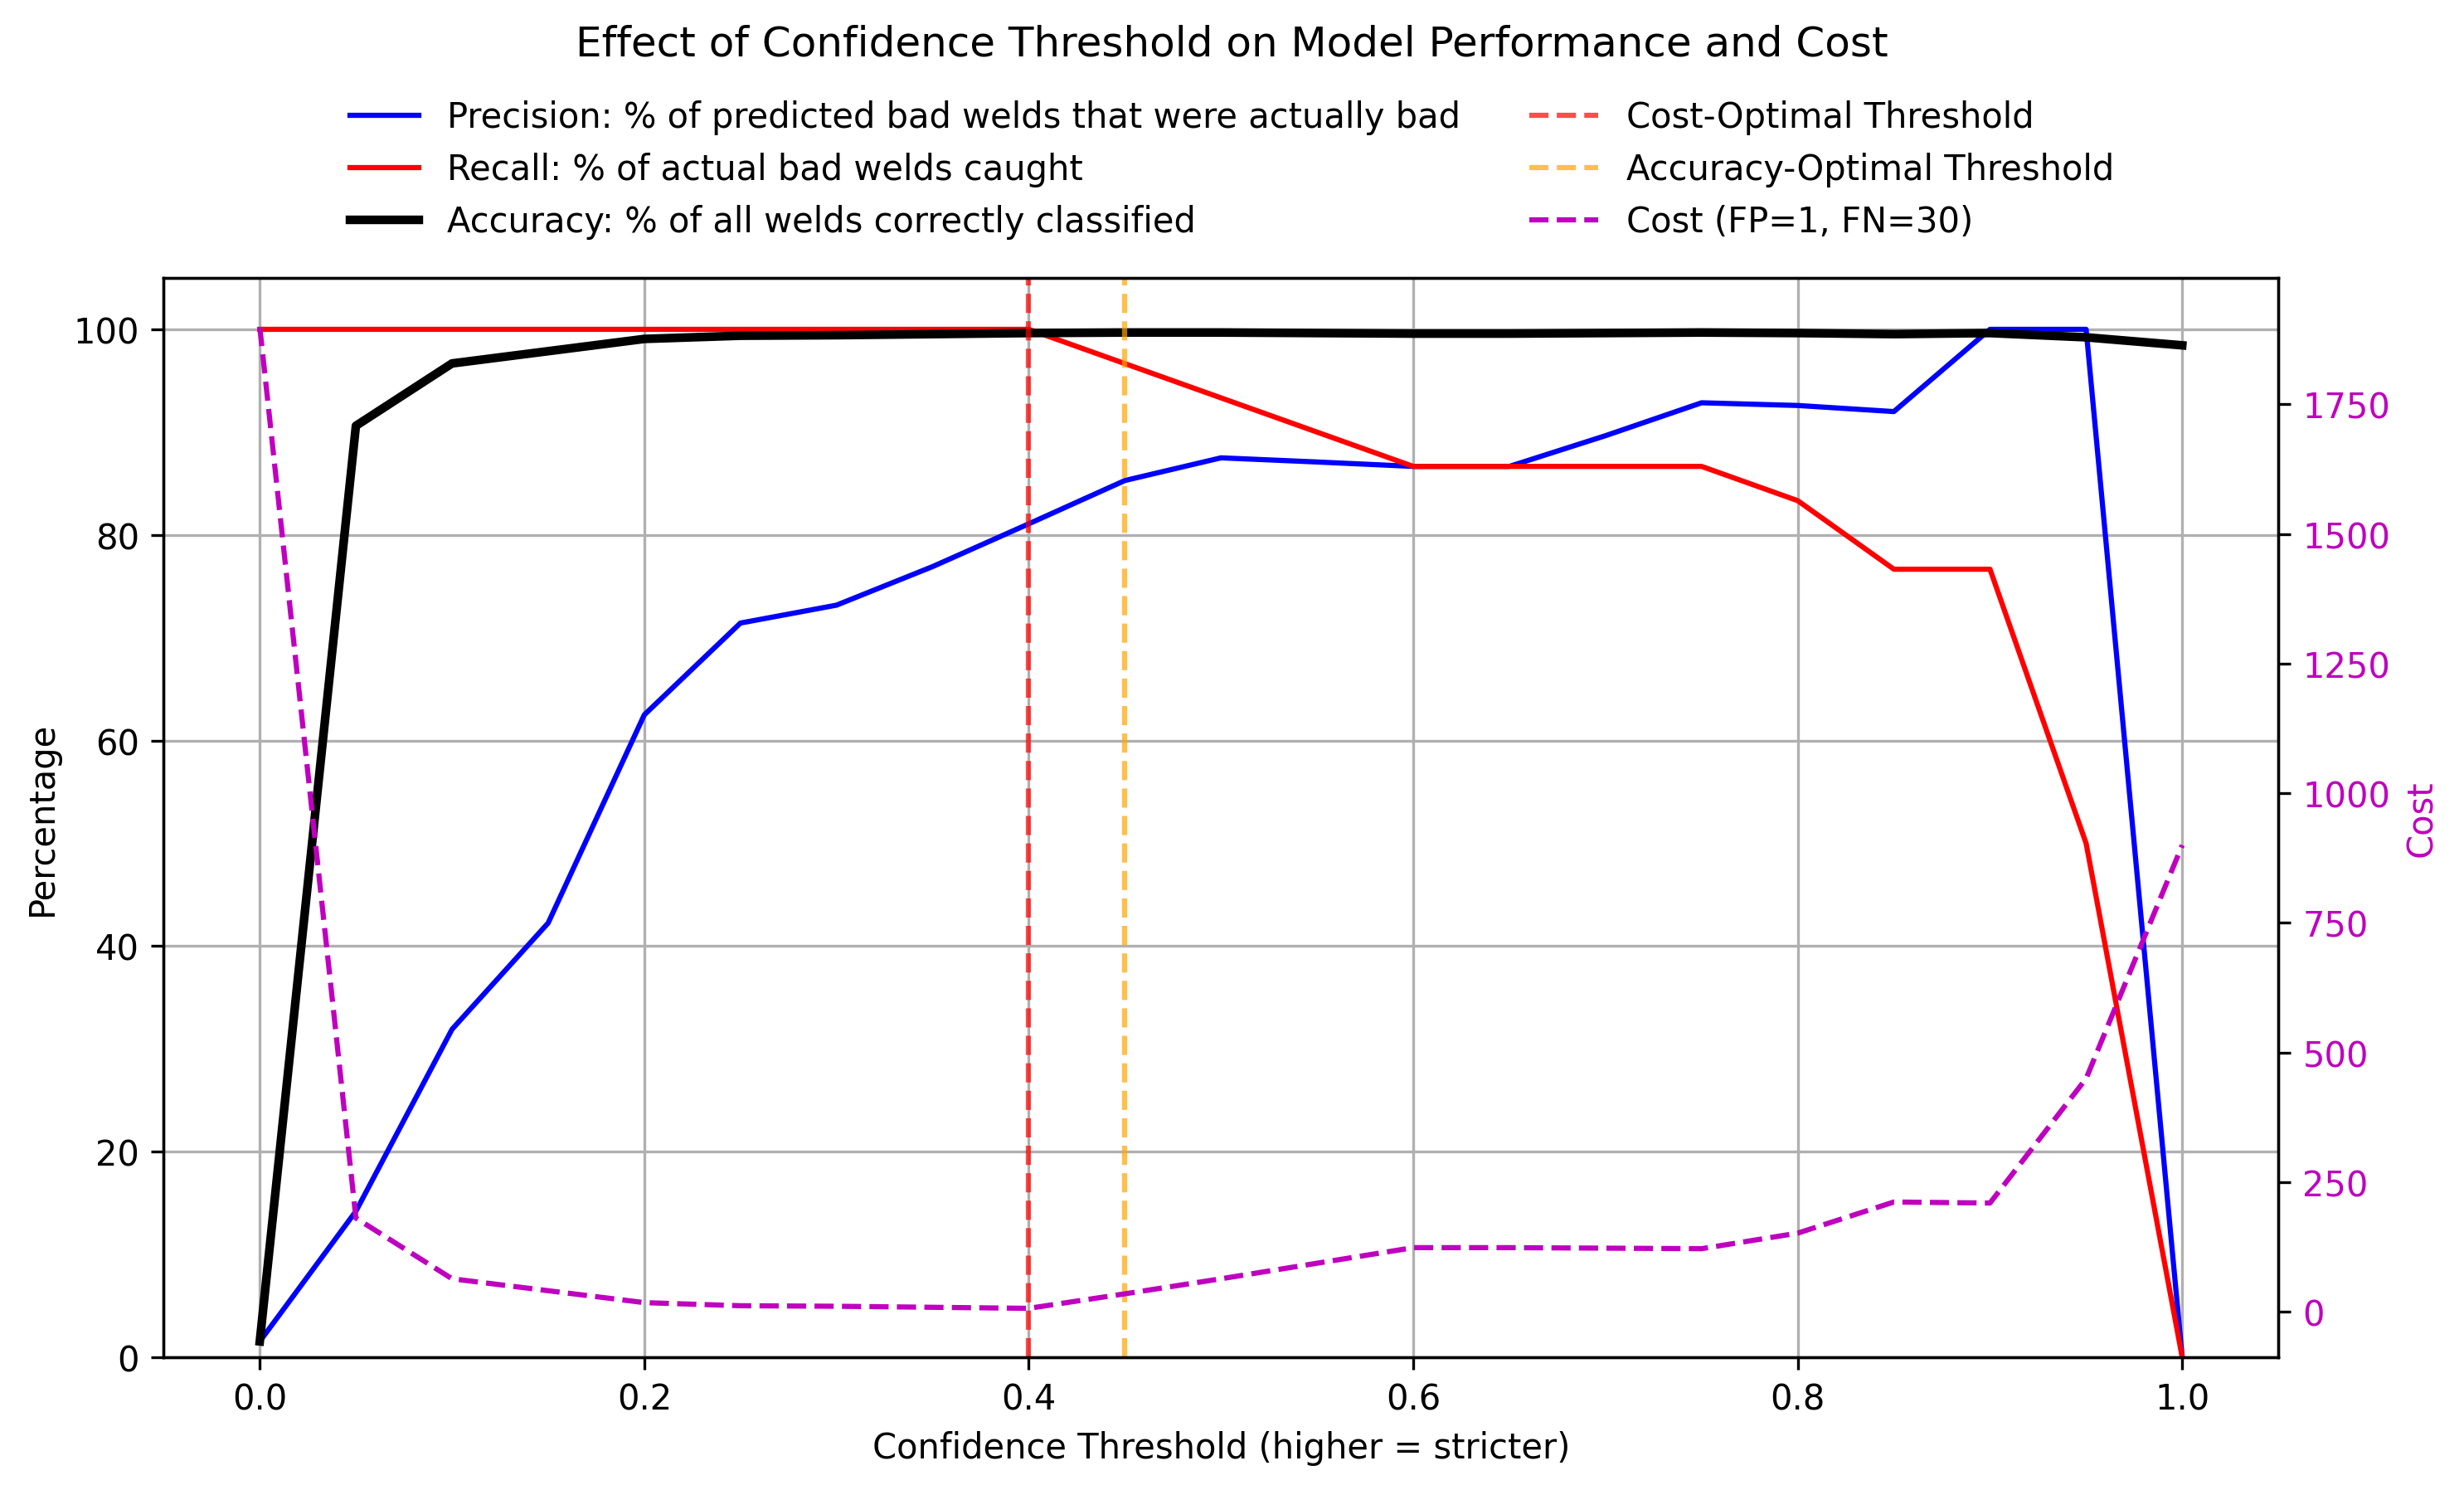 Effect of Confidence Threshold on Model Performance and Cost
Precision: % of predicted bad welds that were actually bad
Recall: % of actual bad welds caught
Accuracy: % of all welds correctly classified
Cost-Optimal Threshold
Accuracy-Optimal Threshold
Cost (FP=1, FN=30)
Percentage
100
80
60
40
20
0
0.0
0.2
0.4
0.6
0.8
1.0
Confidence Threshold (higher = stricter)
1750
1500
1250
1000
750
500
250
0
Cost